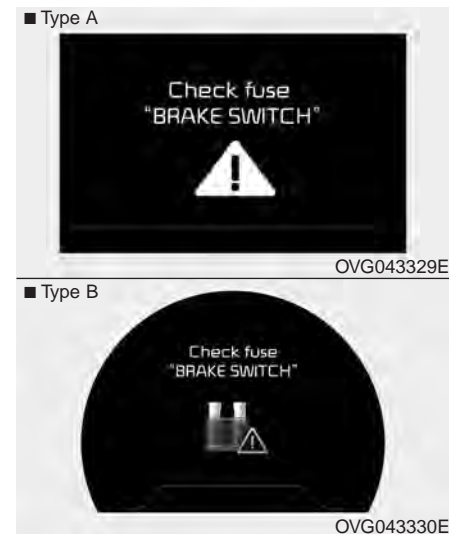 ■ Type A
Check fuse
"BRAKE SWITCH"
OVG043329E
■ Type B
Check fuse
"BRAKE SWITCH"
OVG043330E